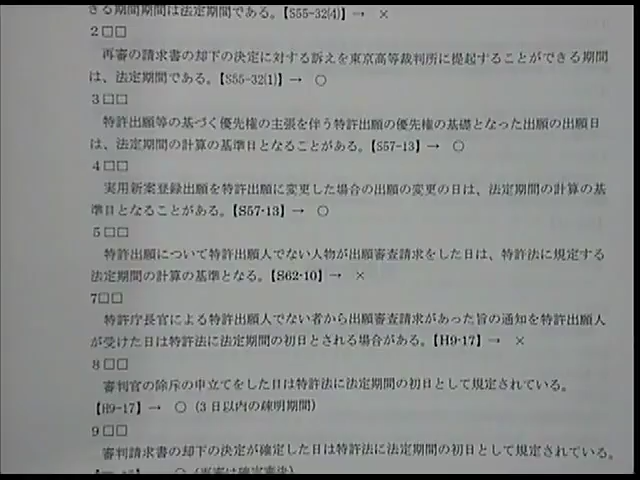 きる期間期間は法定期間である。【S55-32(4)】→　×
2□□
再審の請求書の却下の決定に対する訴えを東京高等裁判所に提起することができる期間
は、法定期間である。【S55-32(1)】→　○
3□□
特許出願等の基づく優先権の主張を伴う特許出願の優先権の基礎となった出願の出願日
は、法定期間の計算の基準日となることがある。【S57-13】→　○
4□□
実用新案登録出願を特許出願に変更した場合の出願の変更の日は、法定期間の計算の基
準日となることがある。【S57-13】→　○
5□□
特許出願について特許出願人でない人物が出願審査請求をした日は、特許法に規定する
法定期間の計算の基準となる。【S62-10】→　×
7□□
特許庁長官による特許出願人でない者から出願審査請求があった旨の通知を特許出願人
が受けた日は特許法に法定期間の初日とされる場合がある。【H9-17】→　×
8□□
審判官の除斥の申立てをした日は特許法に法定期間の初日として規定されている。
【H9-17】→　○（3日以内の疎明期間）
9□□
審判請求書の却下の決定が確定した日は特許法に法定期間の初日として規定されている。
→　○（再審は確定審決）